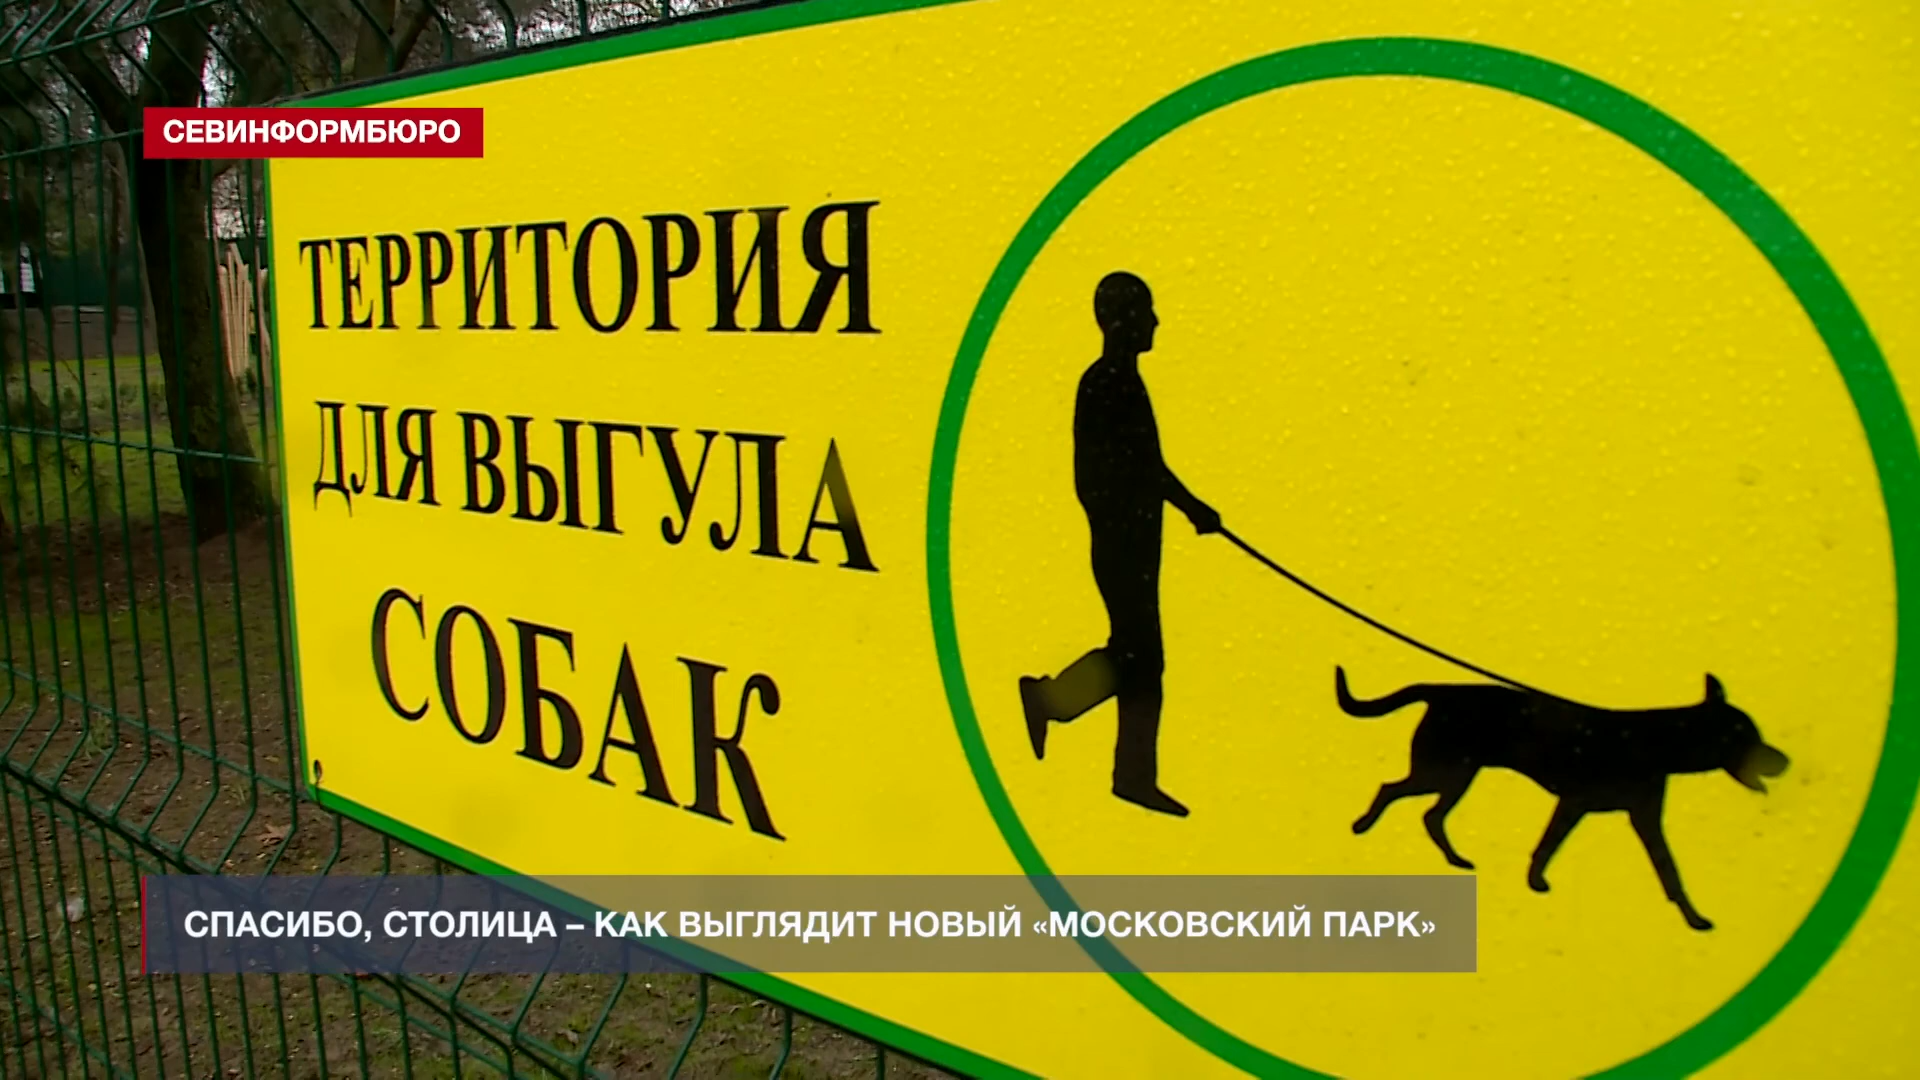 СЕВИНФОРМБЮРО
ТЕРРИТОРИЯ
ДЛЯ ВЫГУЛА
СОБАК
СПАСИБО, СТОЛИЦА – КАК ВЫГЛЯДИТ НОВЫЙ «МОСКОВСКИЙ ПАРК»